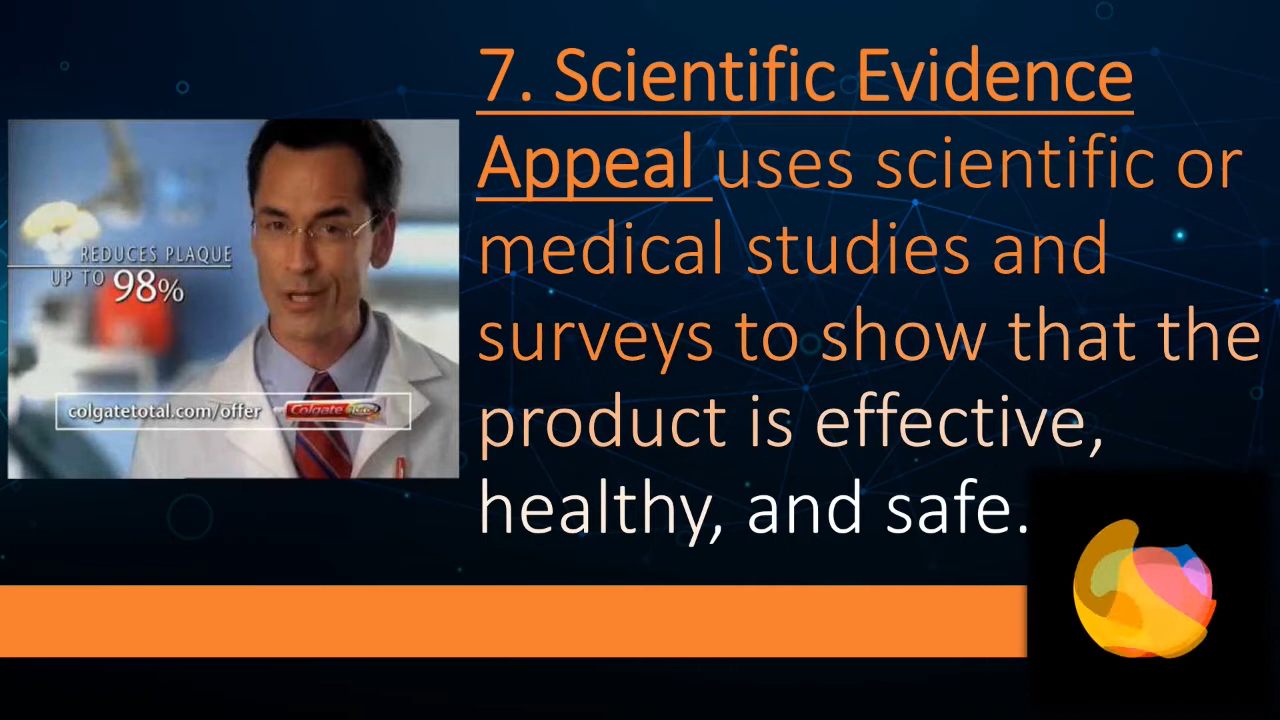 7. Scientific Evidence
Appeal uses scientific or
medical studies and
surveys to show that the
product is effective,
healthy, and safe.
REDUCES PLAQUE
UP TO 98%
colgatetotal.com/offer Colgate